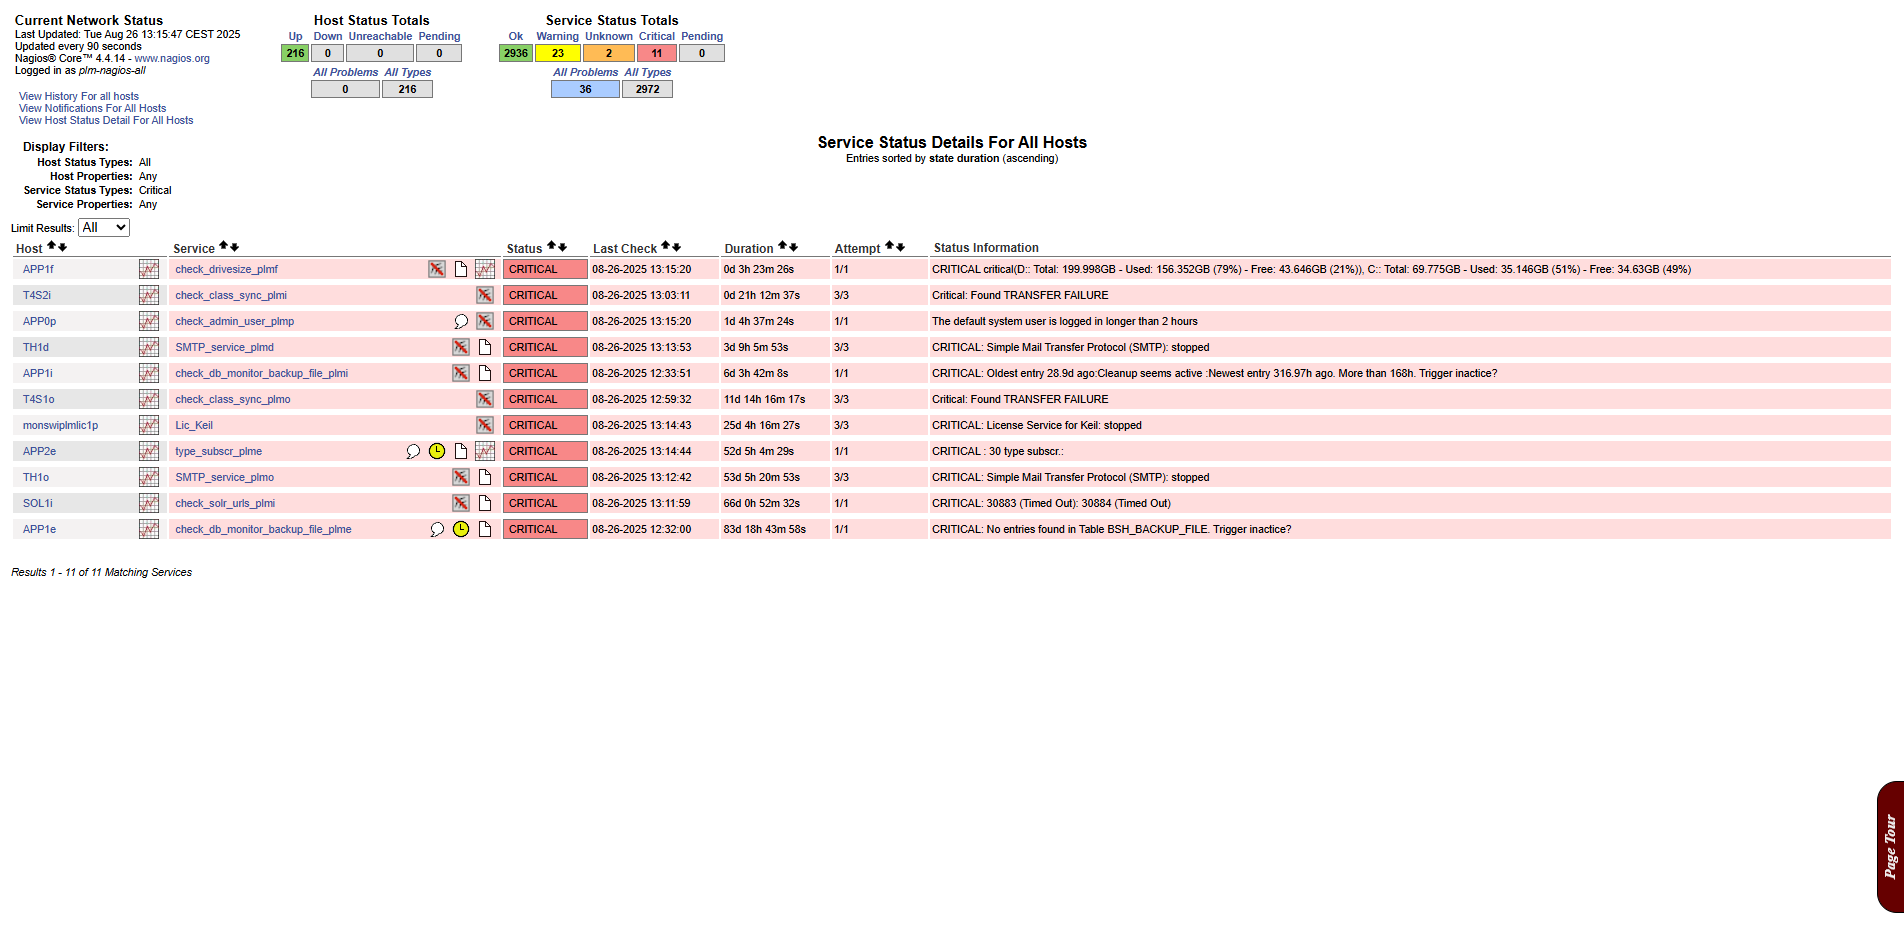 Current Network Status
Last Updated: Tue Aug 26 13:15:47 CEST 2025
Updated every 90 seconds
Nagios® Core™ 4.4.14 - www.nagios.org
Logged in as plm-nagios-all
View History For all hosts
View Notifications For All Hosts
View Host Status Detail For All Hosts
Host Status Totals
Up Down Unreachable Pending
216 0 0 0
All Problems All Types
0 216
Service Status Totals
Ok Warning Unknown Critical Pending
2936 23 2 11 0
All Problems All Types
36 2972
Display Filters:
Host Status Types: All
Host Properties: Any
Service Status Types: Critical
Service Properties: Any
Service Status Details For All Hosts
Entries sorted by state duration (ascending)
Limit Results: All
Host Service Status Last Check Duration Attempt Status Information
APP1f check_drivesize_plmf CRITICAL 08-26-2025 13:15:20 0d 3h 23m 26s 1/1 CRITICAL critical(D:: Total: 199.998GB - Used: 156.352GB (79%) - Free: 43.646GB (21%)), C:: Total: 69.775GB - Used: 35.146GB (51%) - Free: 34.63GB (49%)
T4S2i check_class_sync_plmi CRITICAL 08-26-2025 13:03:11 0d 21h 12m 37s 3/3 Critical: Found TRANSFER FAILURE
APP0p check_admin_user_plmp CRITICAL 08-26-2025 13:15:20 1d 4h 37m 24s 1/1 The default system user is logged in longer than 2 hours
TH1d SMTP_service_plmd CRITICAL 08-26-2025 13:13:53 3d 9h 5m 53s 3/3 CRITICAL: Simple Mail Transfer Protocol (SMTP): stopped
APP1i check_db_monitor_backup_file_plmi CRITICAL 08-26-2025 12:33:51 6d 3h 42m 8s 1/1 CRITICAL: Oldest entry 28.9d ago:Cleanup seems active :Newest entry 316.97h ago. More than 168h. Trigger inactice?
T4S1o check_class_sync_plmo CRITICAL 08-26-2025 12:59:32 11d 14h 16m 17s 3/3 Critical: Found TRANSFER FAILURE
monswiplmlic1p Lic_Keil CRITICAL 08-26-2025 13:14:43 25d 4h 16m 27s 3/3 CRITICAL: License Service for Keil: stopped
APP2e type_subscr_plme CRITICAL 08-26-2025 13:14:44 52d 5h 4m 29s 1/1 CRITICAL : 30 type subscr.:
TH1o SMTP_service_plmo CRITICAL 08-26-2025 13:12:42 53d 5h 20m 53s 3/3 CRITICAL: Simple Mail Transfer Protocol (SMTP): stopped
SOL1i check_solr_urls_plmi CRITICAL 08-26-2025 13:11:59 66d 0h 52m 32s 1/1 CRITICAL: 30883 (Timed Out): 30884 (Timed Out)
APP1e check_db_monitor_backup_file_plme CRITICAL 08-26-2025 12:32:00 83d 18h 43m 58s 1/1 CRITICAL: No entries found in Table BSH_BACKUP_FILE. Trigger inactice?
Results 1 - 11 of 11 Matching Services
Page Tour